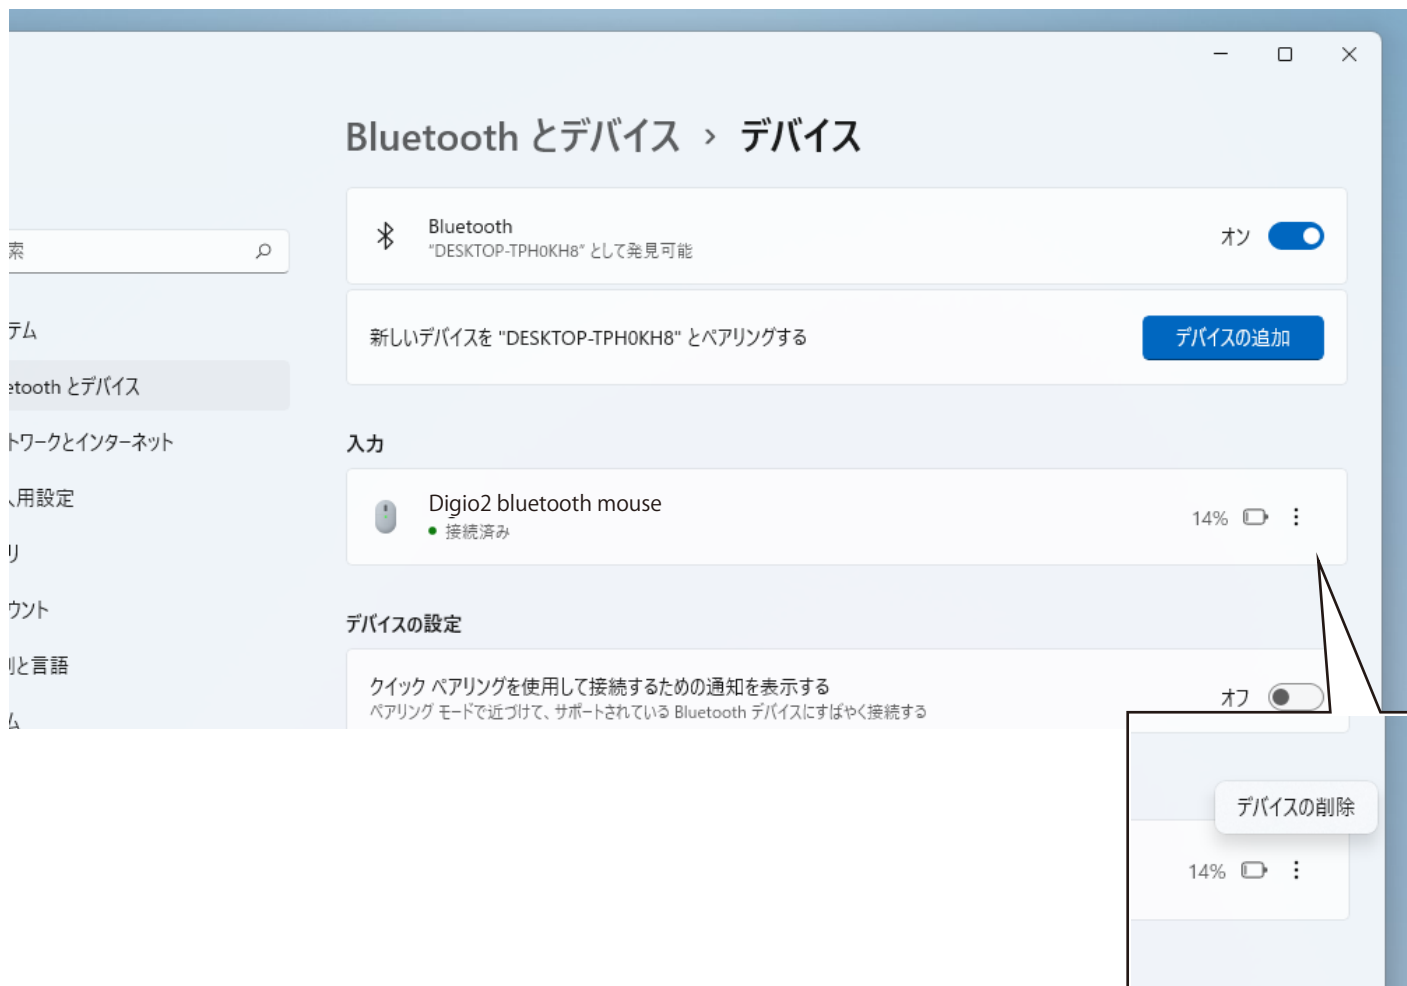 Bluetooth とデバイス › デバイス
Bluetooth
"DESKTOP-TPH0KH8" として発見可能
オン
索
新しいデバイスを "DESKTOP-TPH0KH8" とペアリングする
デバイスの追加
テム
etooth とデバイス
トワークとインターネット
人用設定
リ
ウント
刻と言語
ム
入力
Digio2 bluetooth mouse
接続済み
14%
デバイスの設定
クイック ペアリングを使用して接続するための通知を表示する
ペアリング モードで近づけて、サポートされている Bluetooth デバイスにすばやく接続する
オフ
デバイスの削除
14%